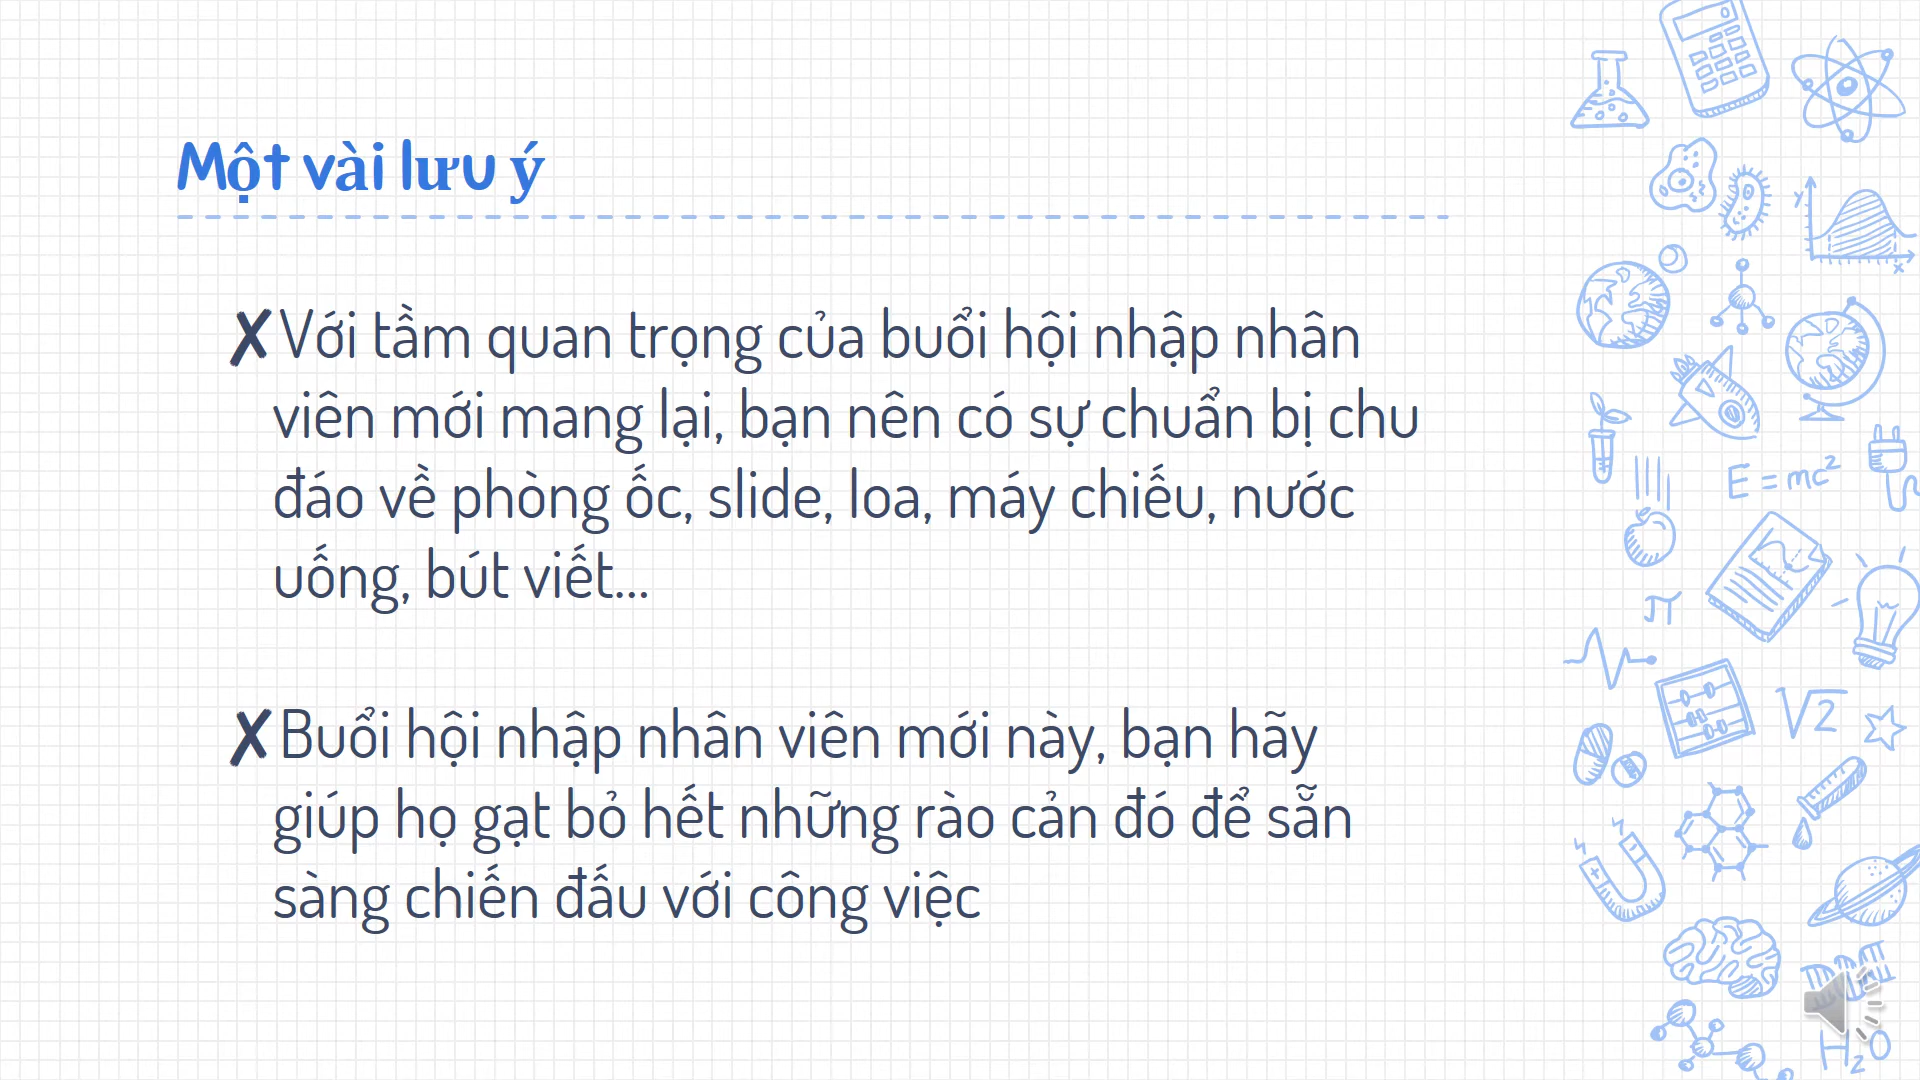 Một vài lưu ý
✗Với tầm quan trọng của buổi hội nhập nhân
viên mới mang lại, bạn nên có sự chuẩn bị chu
đáo về phòng ốc, slide, loa, máy chiếu, nước
uống, bút viết...
✗Buổi hội nhập nhân viên mới này, bạn hãy
giúp họ gạt bỏ hết những rào cản đó để sẵn
sàng chiến đấu với công việc
y
x
E = mc²
π
√2
H₂O